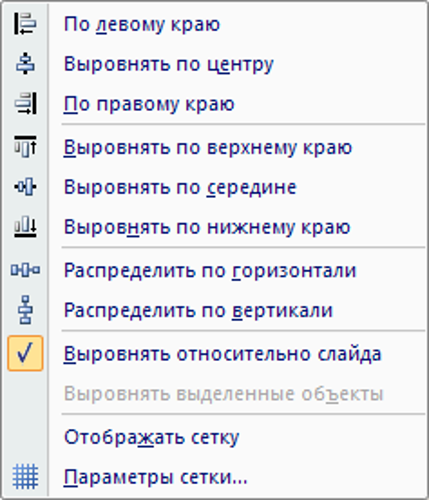 По левому краю
Выровнять по центру
По правому краю
Выровнять по верхнему краю
Выровнять по середине
Выровнять по нижнему краю
Распределить по горизонтали
Распределить по вертикали
Выровнять относительно слайда
Выровнять выделенные объекты
Отображать сетку
Параметры сетки...